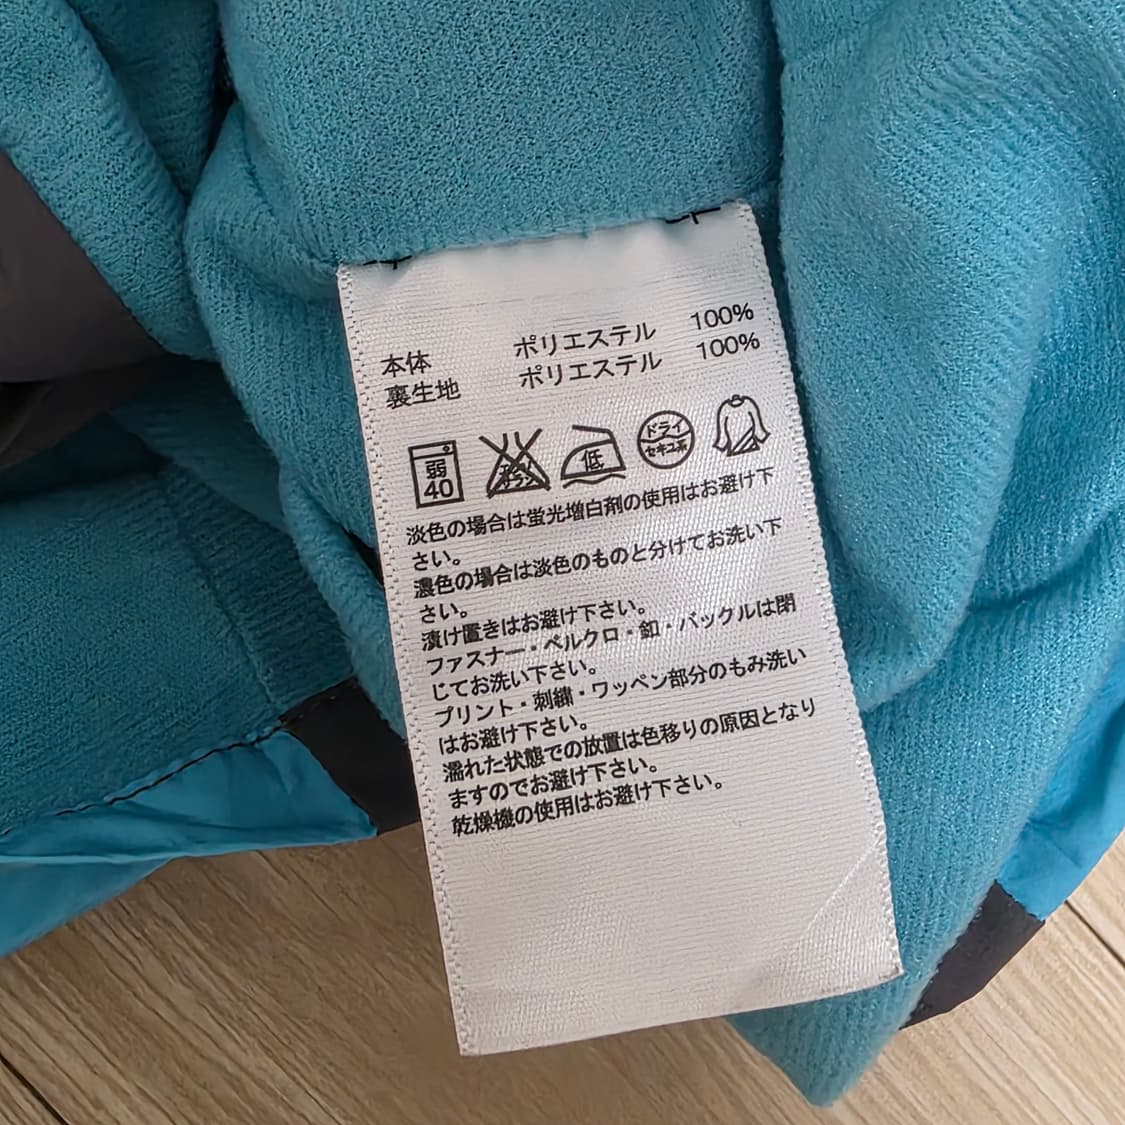 本体 ポリエステル 100%
裏生地 ポリエステル 100%
弱 40 エンソサラシ 低 ドライ セキユ系
淡色の場合は蛍光増白剤の使用はお避け下
さい。
濃色の場合は淡色のものと分けてお洗い下
さい。
漬け置きはお避け下さい。
ファスナー・ベルクロ・釦・バックルは閉
じてお洗い下さい。
プリント・刺繍・ワッペン部分のもみ洗い
はお避け下さい。
濡れた状態での放置は色移りの原因となり
ますのでお避け下さい。
乾燥機の使用はお避け下さい。